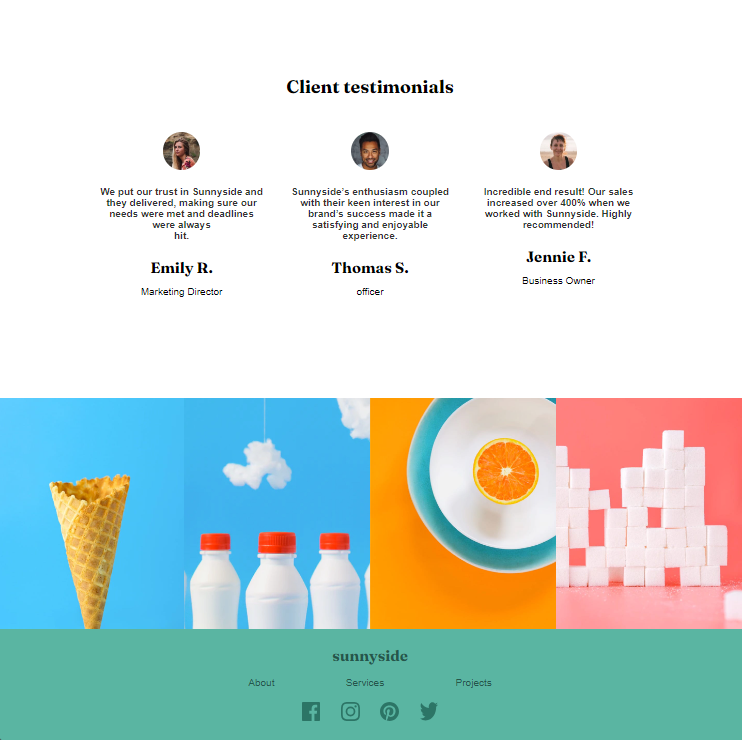 Client testimonials
We put our trust in Sunnyside and
they delivered, making sure our
needs were met and deadlines
were always
hit.
Emily R.
Marketing Director
Sunnyside's enthusiasm coupled
with their keen interest in our
brand's success made it a
satisfying and enjoyable
experience.
Thomas S.
officer
Incredible end result! Our sales
increased over 400% when we
worked with Sunnyside. Highly
recommended!
Jennie F.
Business Owner
sunnyside
About
Services
Projects